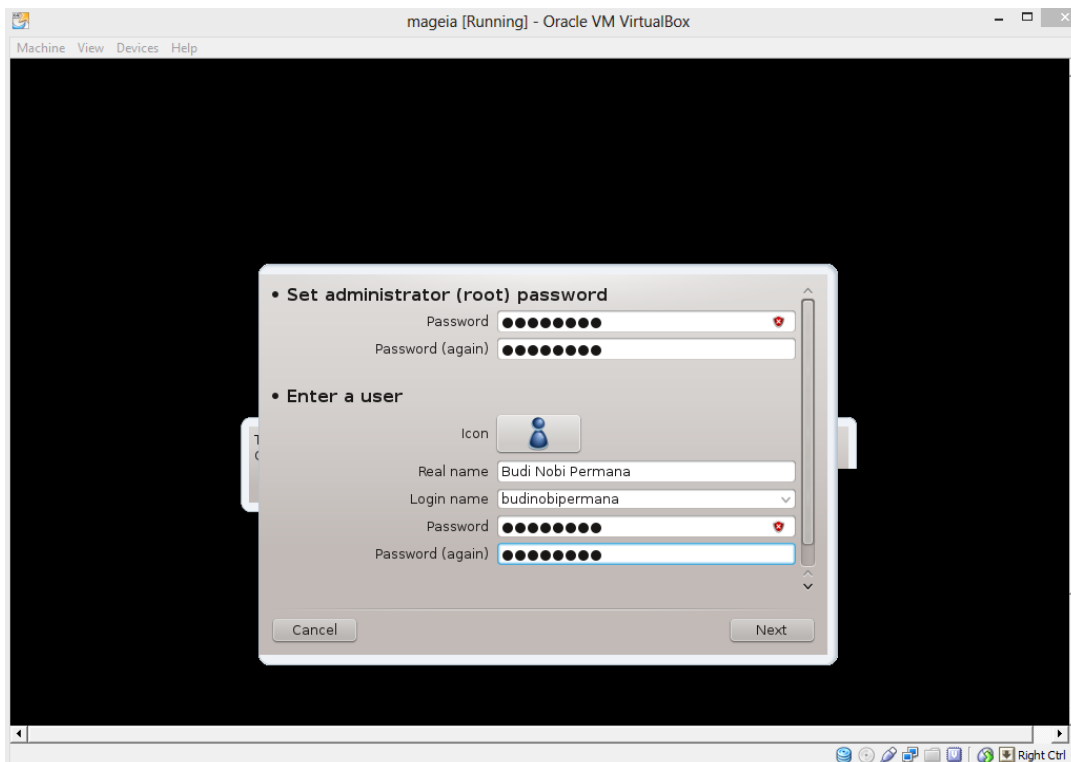 mageia [Running] - Oracle VM VirtualBox
Machine View Devices Help
• Set administrator (root) password
Password ●●●●●●●●
Password (again) ●●●●●●●●
• Enter a user
Icon
Real name Budi Nobi Permana
Login name budinobipermana
Password ●●●●●●●●
Password (again) ●●●●●●●●
Cancel Next
Right Ctrl